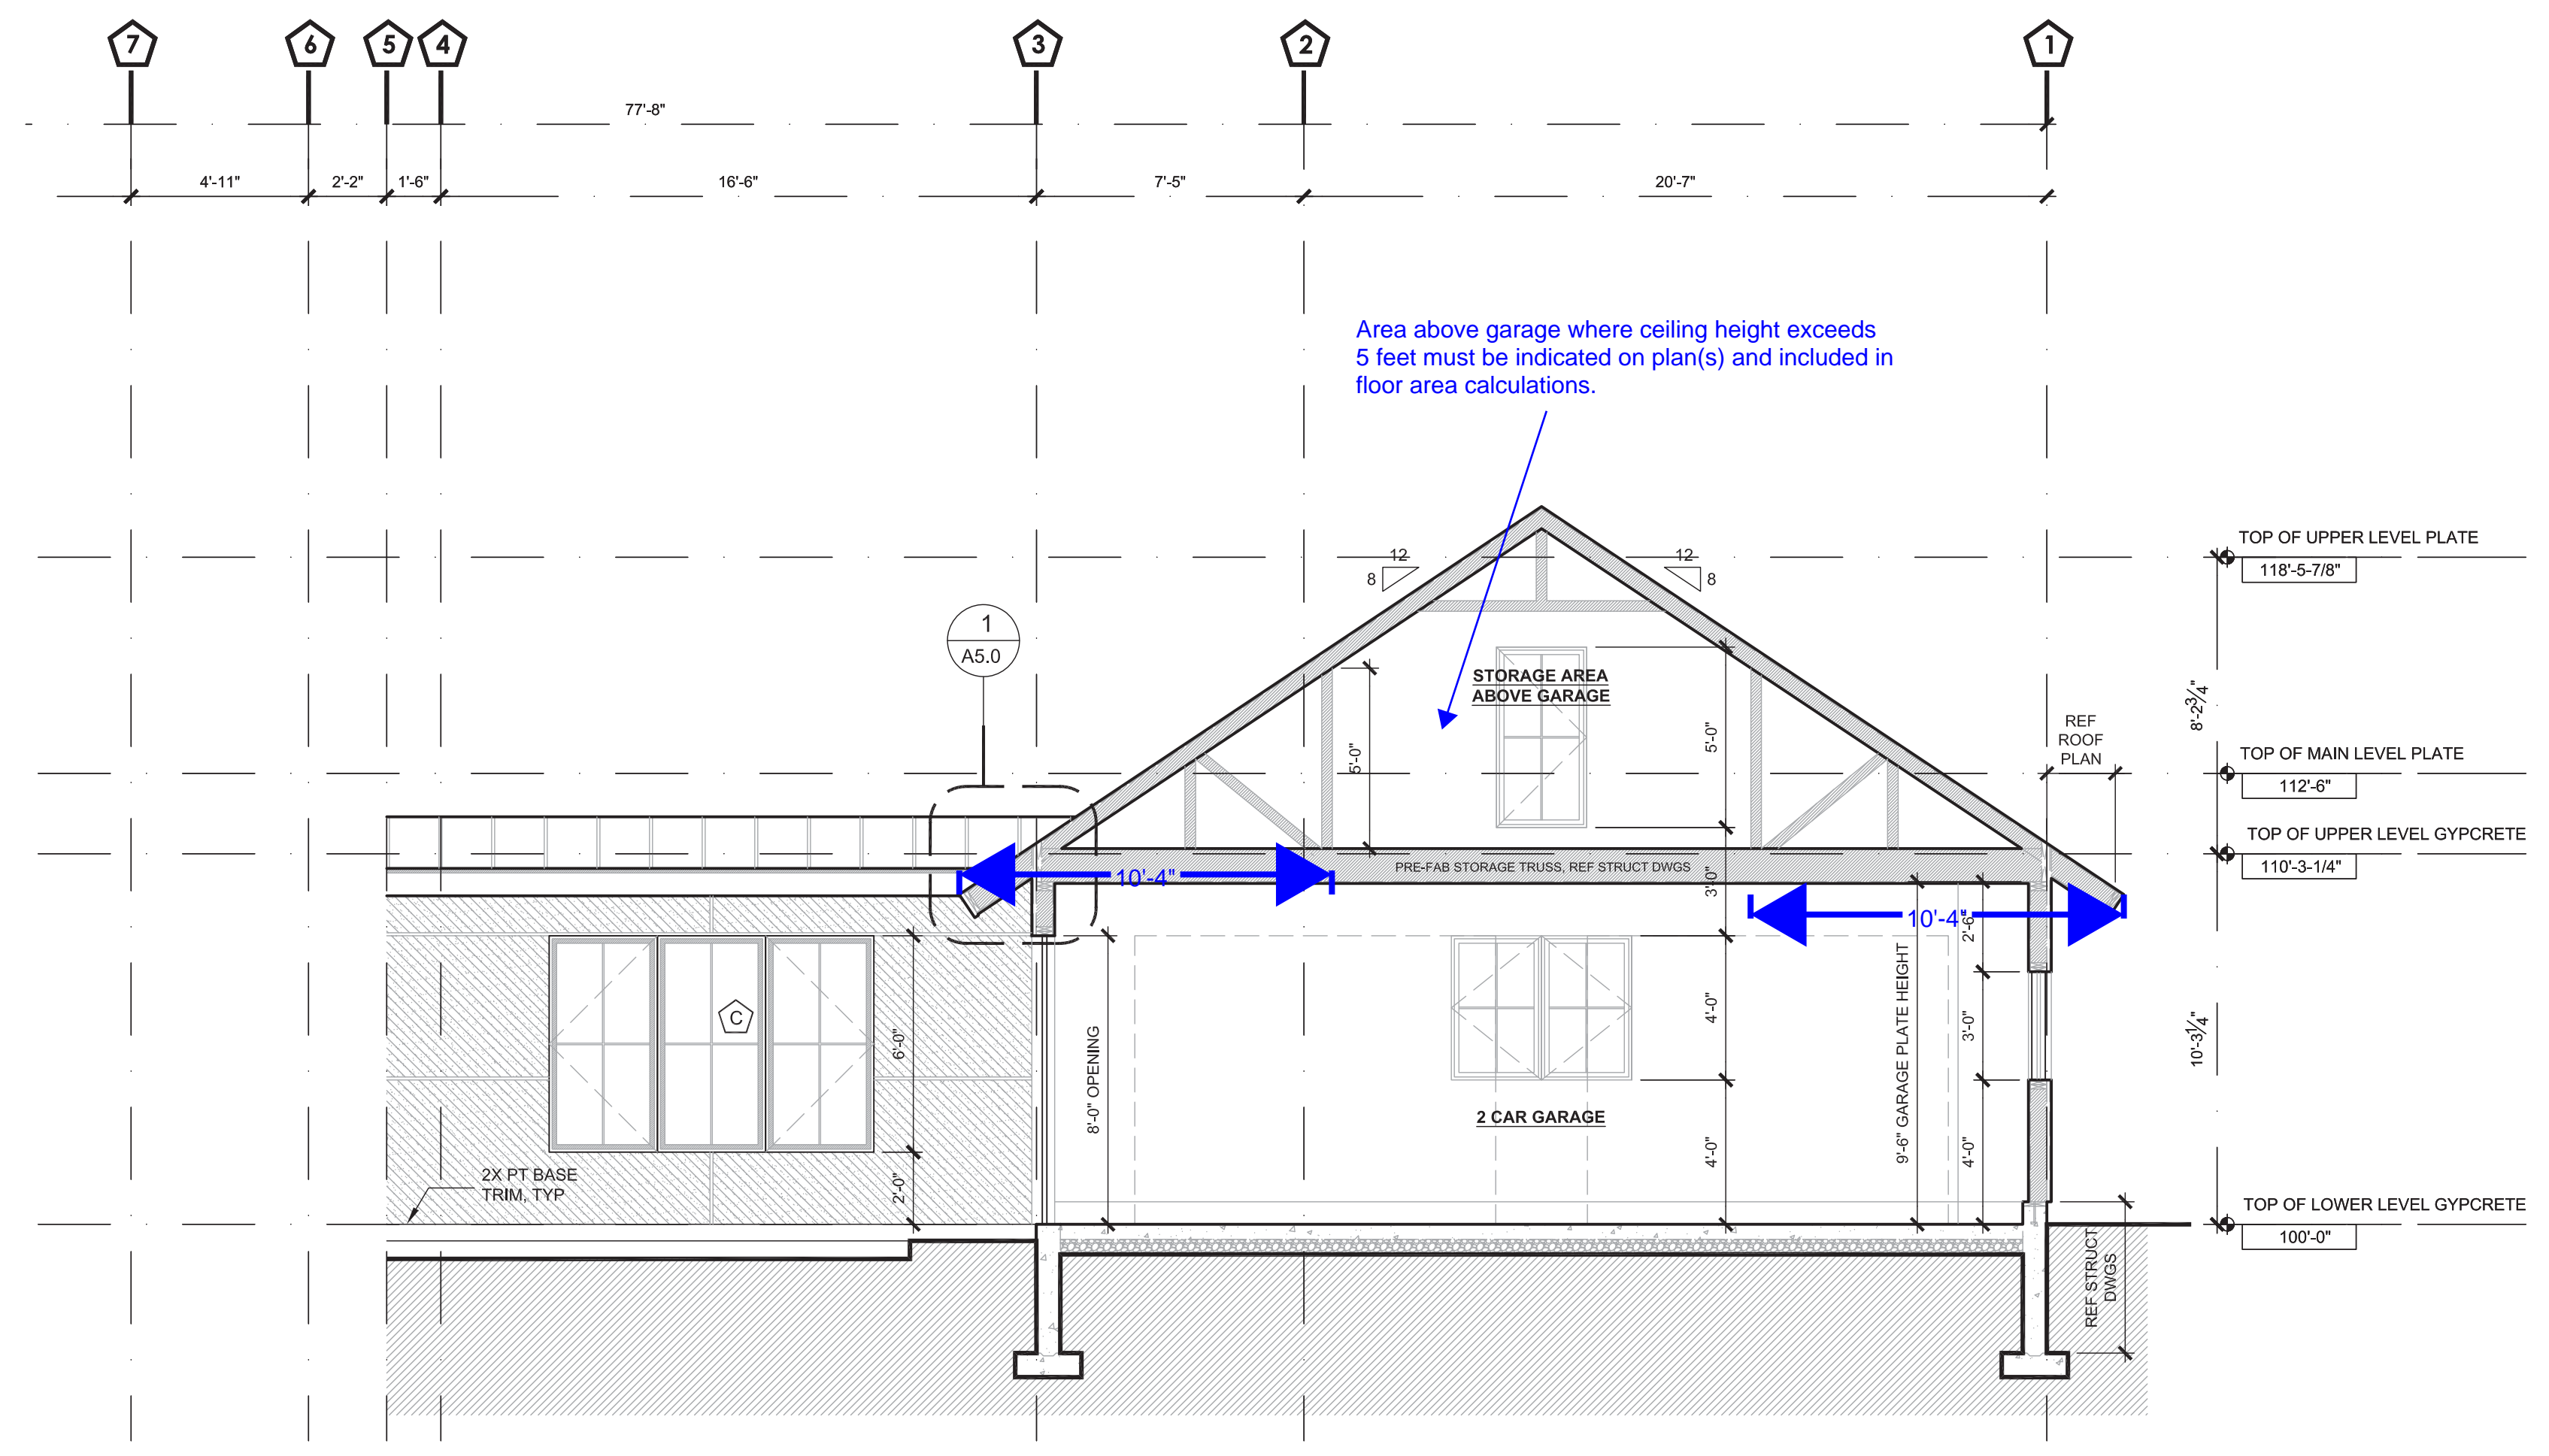 7
6
5
4
3
2
1
77'-8"
4'-11"
2'-2"
1'-6"
16'-6"
7'-5"
20'-7"
Area above garage where ceiling height exceeds
5 feet must be indicated on plan(s) and included in
floor area calculations.
TOP OF UPPER LEVEL PLATE
118'-5-7/8"
12
8
12
8
1
A5.0
STORAGE AREA
ABOVE GARAGE
5'-0"
5'-0"
8'-2 3/4"
REF
ROOF
PLAN
TOP OF MAIN LEVEL PLATE
112'-6"
TOP OF UPPER LEVEL GYPCRETE
110'-3-1/4"
PRE-FAB STORAGE TRUSS, REF STRUCT DWGS
10'-4"
3'-0"
10'-4"
2'-6"
C
6'-0"
8'-0" OPENING
4'-0"
9'-6" GARAGE PLATE HEIGHT
3'-0"
10'-3 1/4"
2 CAR GARAGE
2X PT BASE
TRIM, TYP
2'-0"
4'-0"
4'-0"
TOP OF LOWER LEVEL GYPCRETE
100'-0"
REF STRUCT
DWGS